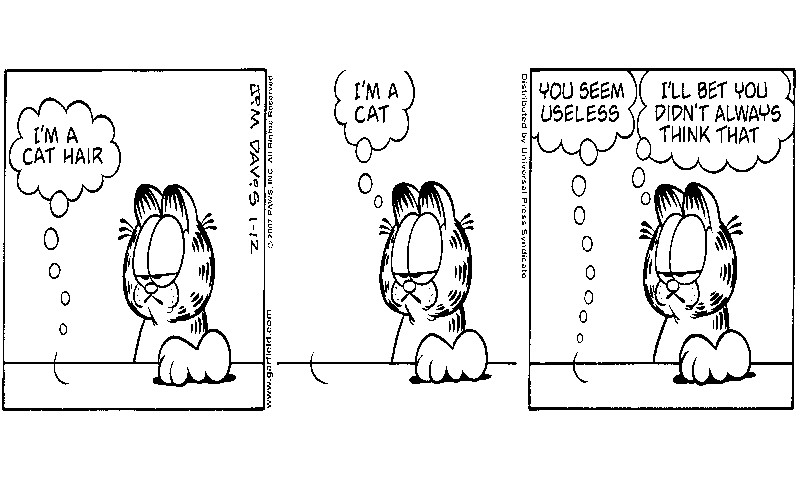 I'M A
CAT HAIR
JIM DAVIS 1-12
© 2007 PAWS, INC. All Rights Reserved.
www.garfield.com
I'M A
CAT
Distributed by Universal Press Syndicate
YOU SEEM
USELESS
I'LL BET YOU
DIDN'T ALWAYS
THINK THAT